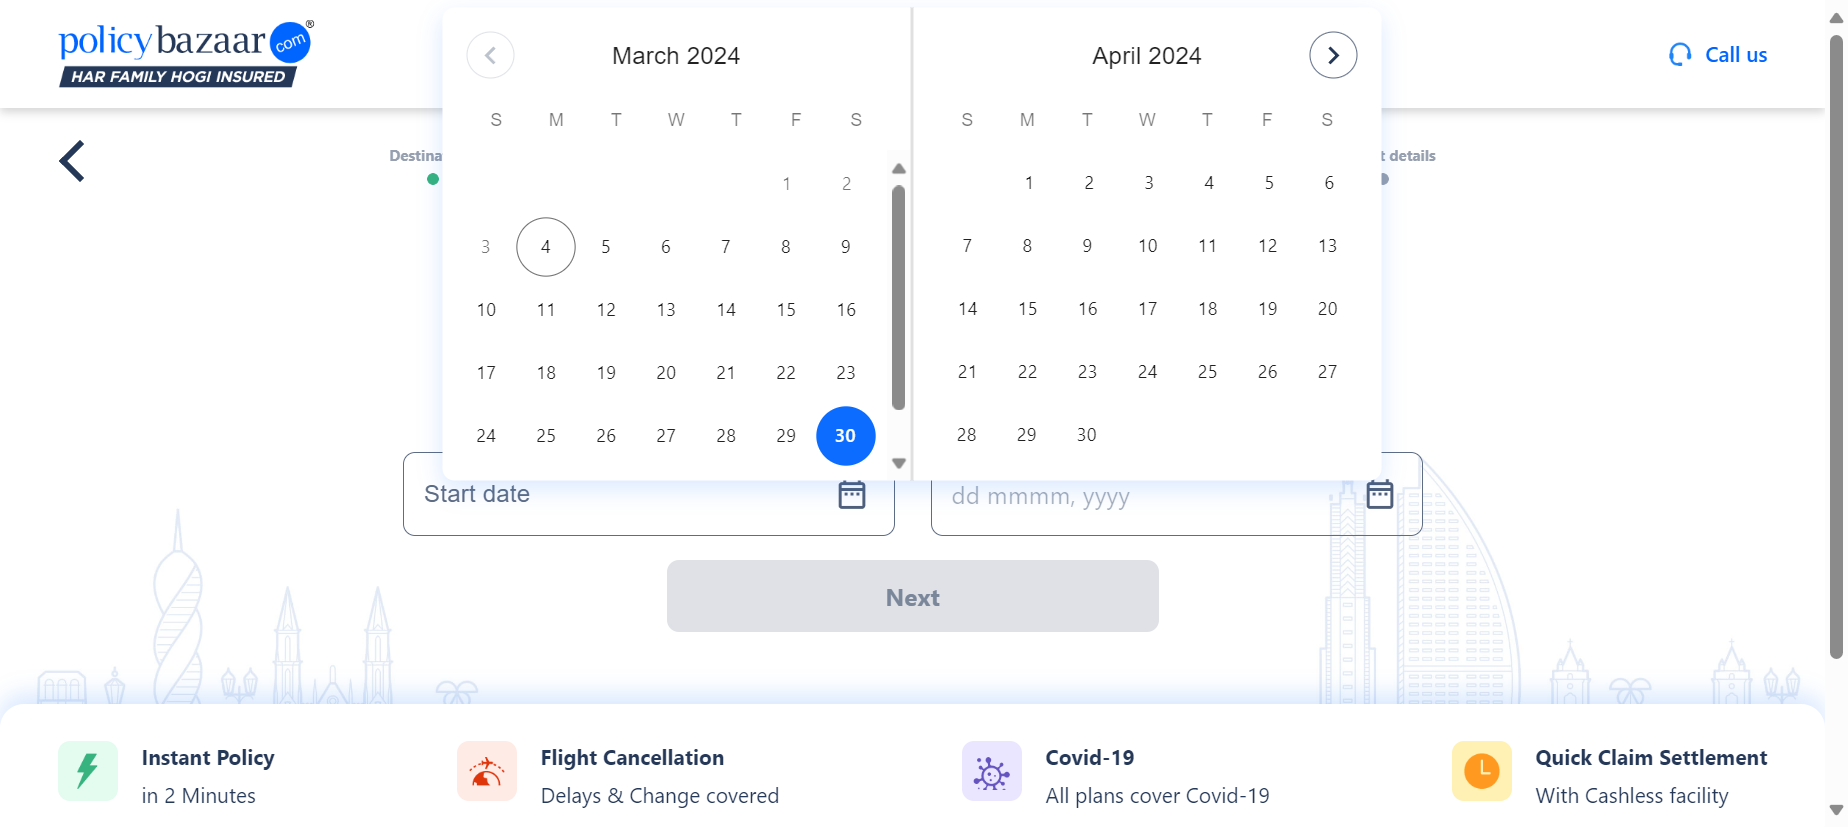 policybazaar com ®
HAR FAMILY HOGI INSURED
Call us
March 2024
S M T W T F S
1 2
3 4 5 6 7 8 9
10 11 12 13 14 15 16
17 18 19 20 21 22 23
24 25 26 27 28 29 30
April 2024
S M T W T F S
1 2 3 4 5 6
7 8 9 10 11 12 13
14 15 16 17 18 19 20
21 22 23 24 25 26 27
28 29 30
Destina
t details
Start date
dd mmmm, yyyy
Next
Instant Policy
in 2 Minutes
Flight Cancellation
Delays & Change covered
Covid-19
All plans cover Covid-19
Quick Claim Settlement
With Cashless facility